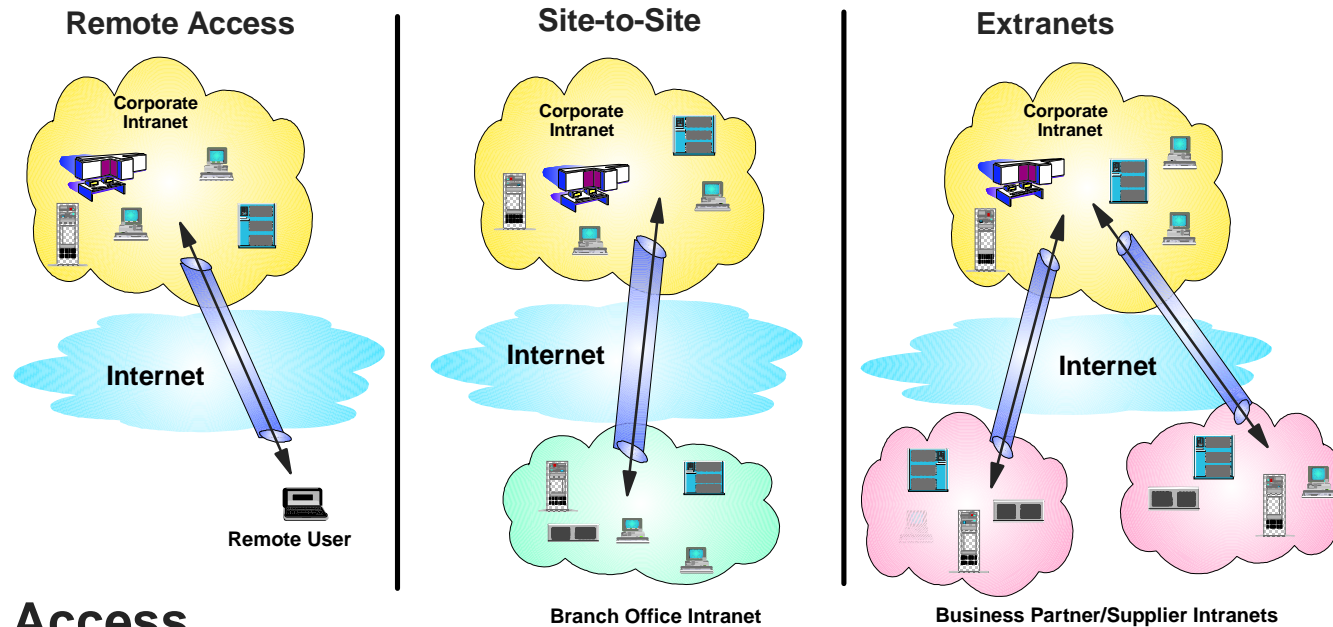 Remote Access
Corporate
Intranet
Internet
Remote User
Site-to-Site
Corporate
Intranet
Internet
Branch Office Intranet
Extranets
Corporate
Intranet
Internet
Business Partner/Supplier Intranets
Access